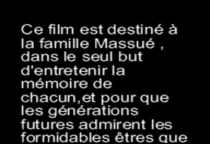 Ce film est destiné à
la famille Massué ,
dans le seul but
d'entretenir la
mémoire de
chacun,et pour que
les générations
futures admirent les
formidables êtres que